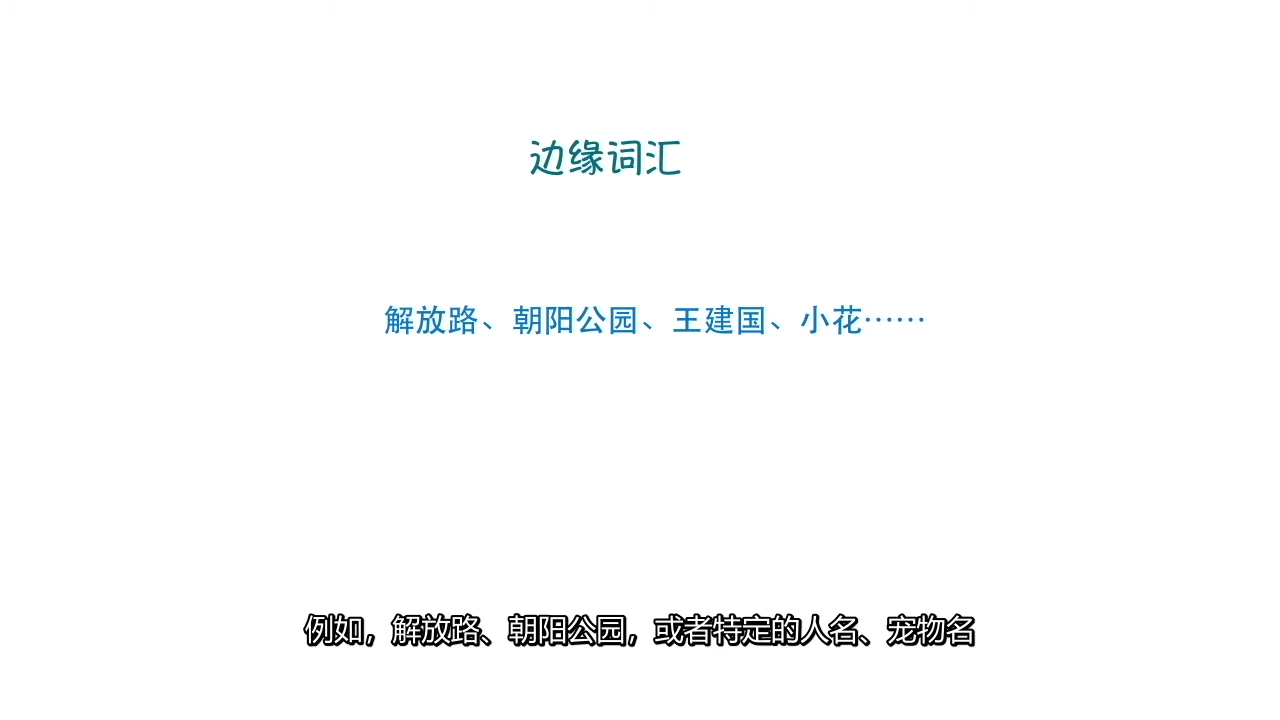 边缘词汇
解放路、朝阳公园、王建国、小花……
例如，解放路、朝阳公园，或者特定的人名、宠物名